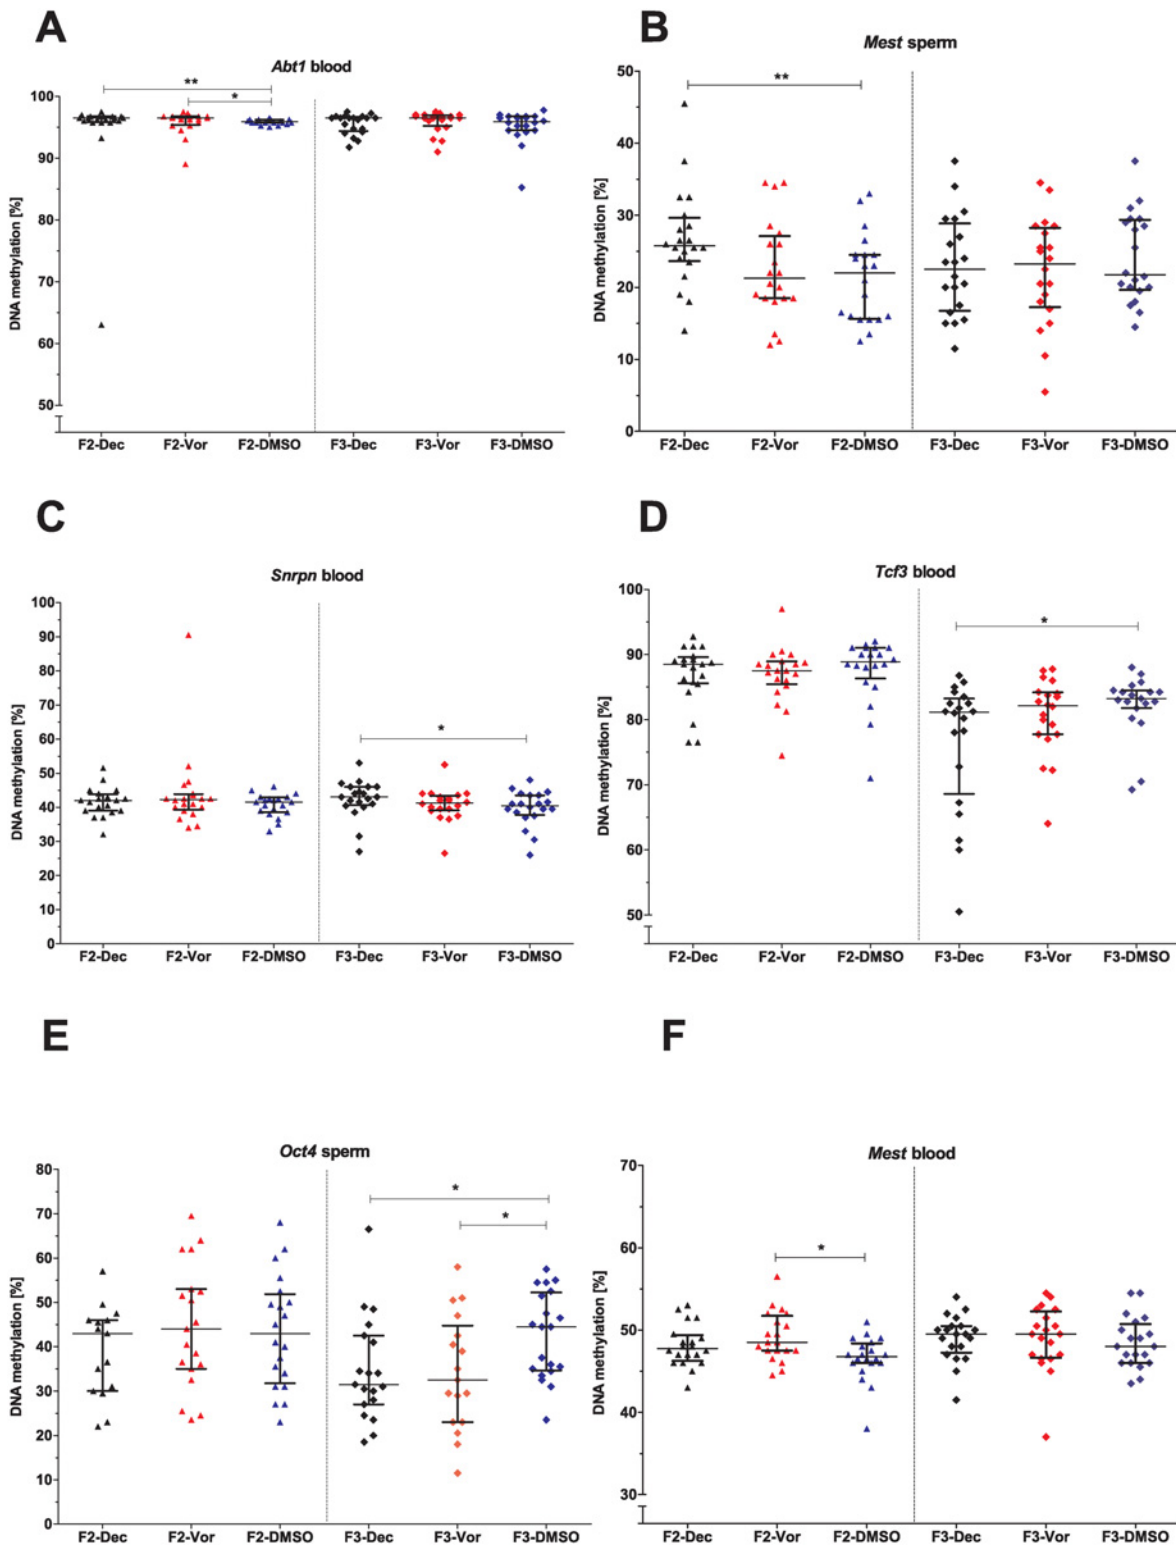 A
Abt1 blood
**
*
DNA methylation [%]
100
90
80
70
60
50
F2-Dec F2-Vor F2-DMSO F3-Dec F3-Vor F3-DMSO
B
Mest sperm
**
DNA methylation [%]
50
40
30
20
10
0
F2-Dec F2-Vor F2-DMSO F3-Dec F3-Vor F3-DMSO
C
Snrpn blood
*
DNA methylation [%]
100
90
80
70
60
50
40
30
20
10
0
F2-Dec F2-Vor F2-DMSO F3-Dec F3-Vor F3-DMSO
D
Tcf3 blood
*
DNA methylation [%]
100
90
80
70
60
50
F2-Dec F2-Vor F2-DMSO F3-Dec F3-Vor F3-DMSO
E
Oct4 sperm
*
*
DNA methylation [%]
80
70
60
50
40
30
20
10
0
F2-Dec F2-Vor F2-DMSO F3-Dec F3-Vor F3-DMSO
F
Mest blood
*
DNA methylation [%]
70
60
50
40
30
F2-Dec F2-Vor F2-DMSO F3-Dec F3-Vor F3-DMSO